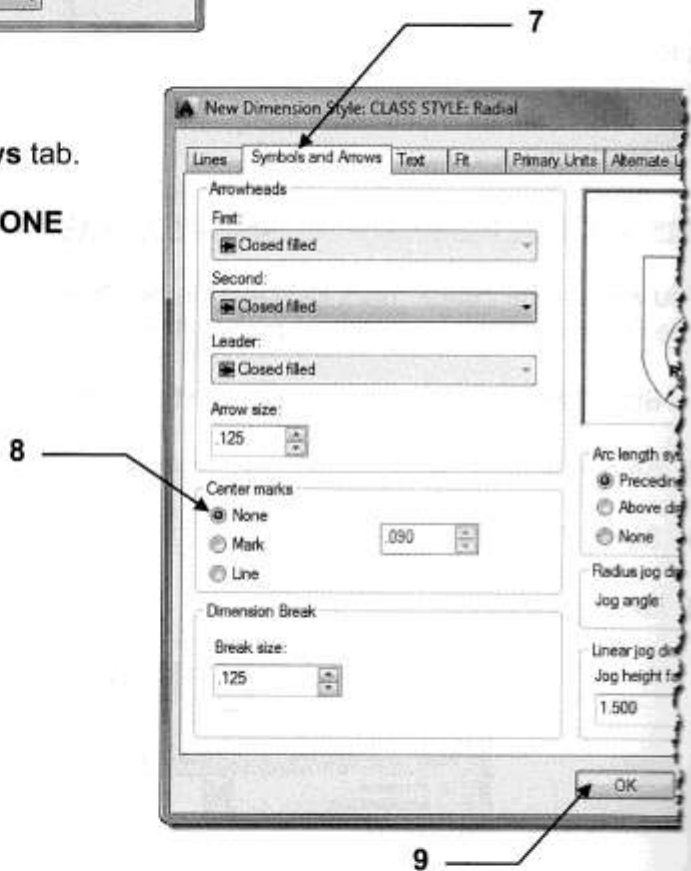 7
New Dimension Style: CLASS STYLE: Radial
ys tab.
Lines Symbols and Arrows Text Fit Primary Units Alternate
ONE
Arrowheads
First:
Closed filled
Second:
Closed filled
Leader:
Closed filled
Arrow size:
.125
8
Center marks
None
Mark .090
Line
Dimension Break
Break size:
.125
R
Arc length
Above
None
Radius jog
Jog angle:
Linear jog
Jog height
1.500
OK
9